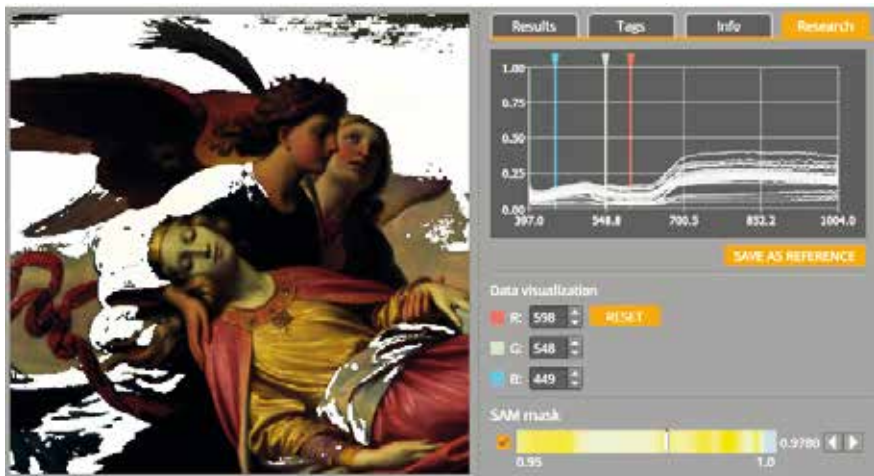 Results Tags Info Research
1.00
0.75
0.50
0.25
0.00
397.0 548.8 700.5 852.2 1004.0
SAVE AS REFERENCE
Data visualization
R: 598 RESET
G: 548
B: 449
SAM mask
0.9780
0.95 1.0